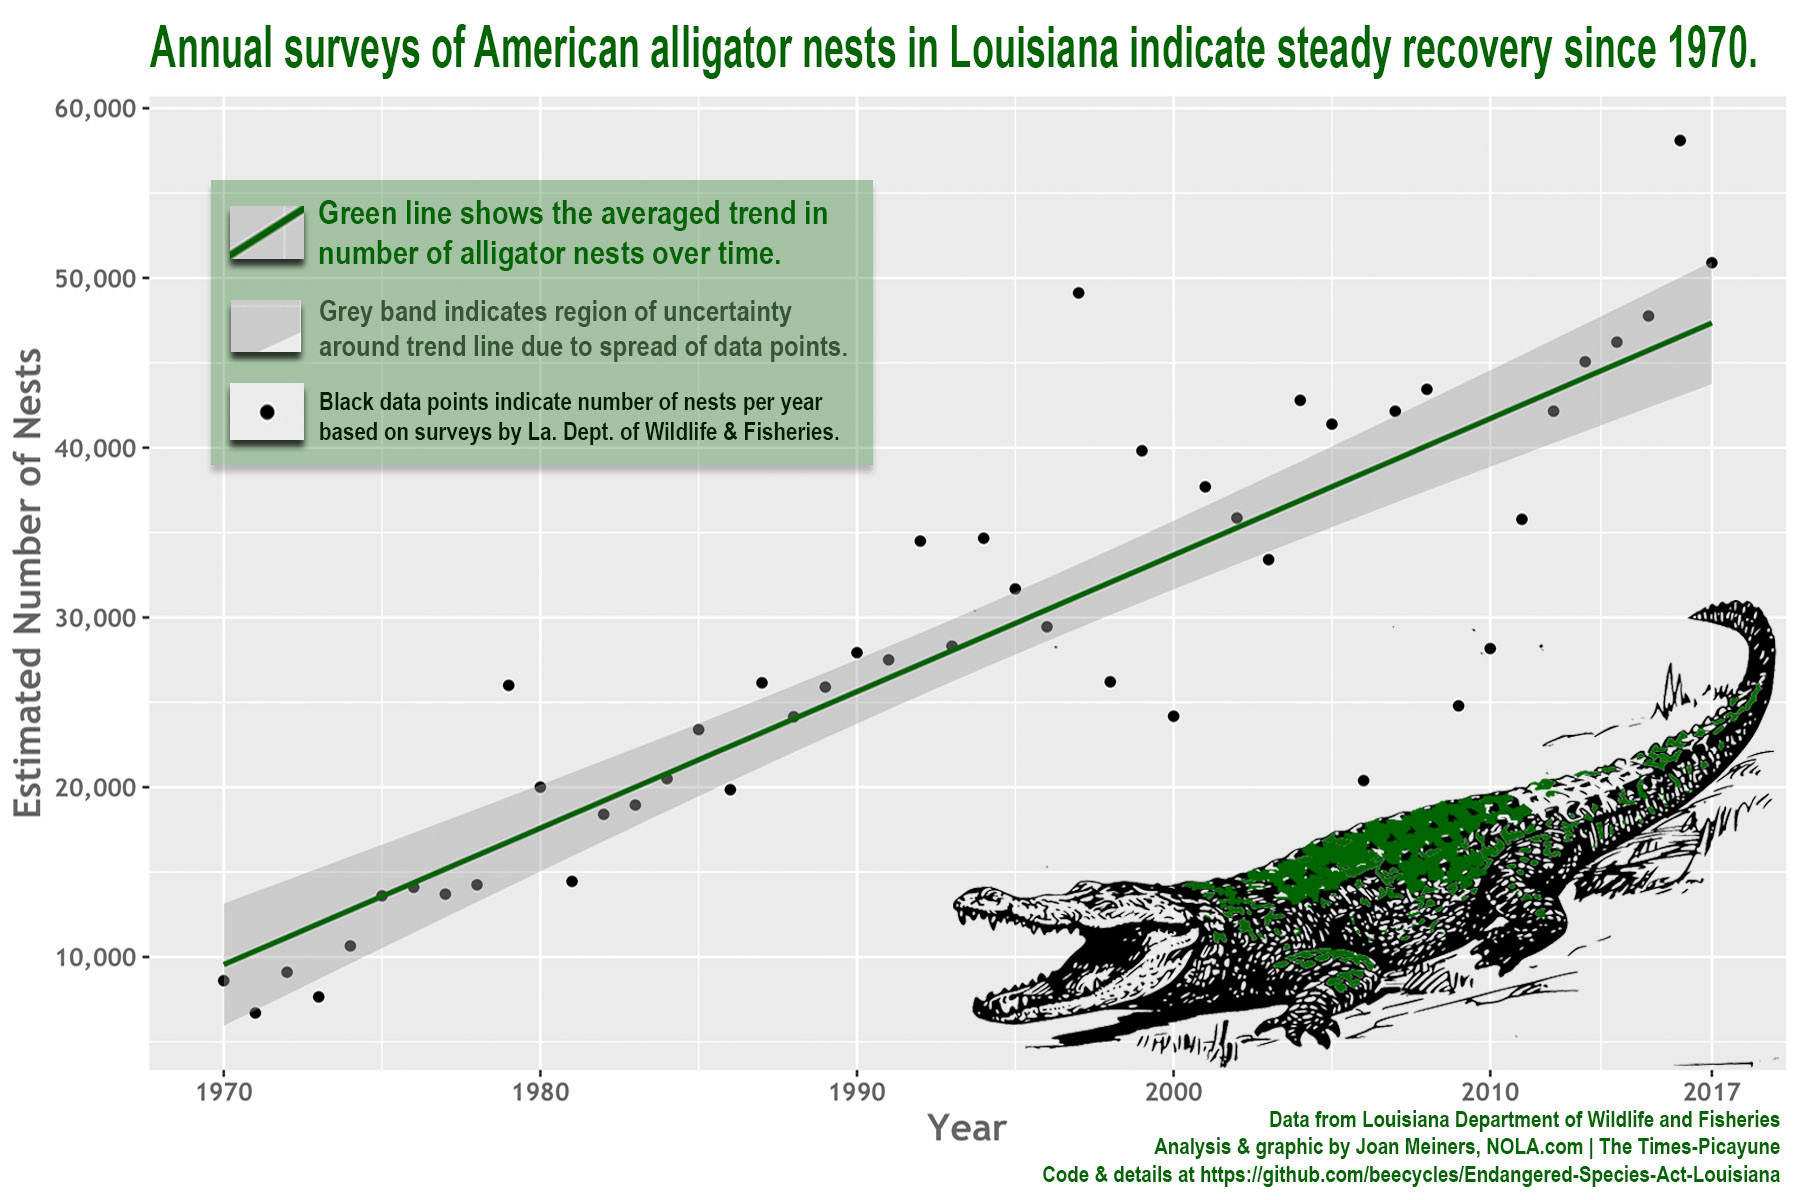 Annual surveys of American alligator nests in Louisiana indicate steady recovery since 1970.
60,000
50,000
40,000
30,000
20,000
10,000
Estimated Number of Nests
Green line shows the averaged trend in
number of alligator nests over time.
Grey band indicates region of uncertainty
around trend line due to spread of data points.
Black data points indicate number of nests per year
based on surveys by La. Dept. of Wildlife & Fisheries.
1970 1980 1990 2000 2010 2017
Year
Data from Louisiana Department of Wildlife and Fisheries
Analysis & graphic by Joan Meiners, NOLA.com | The Times-Picayune
Code & details at https://github.com/beecycles/Endangered-Species-Act-Louisiana